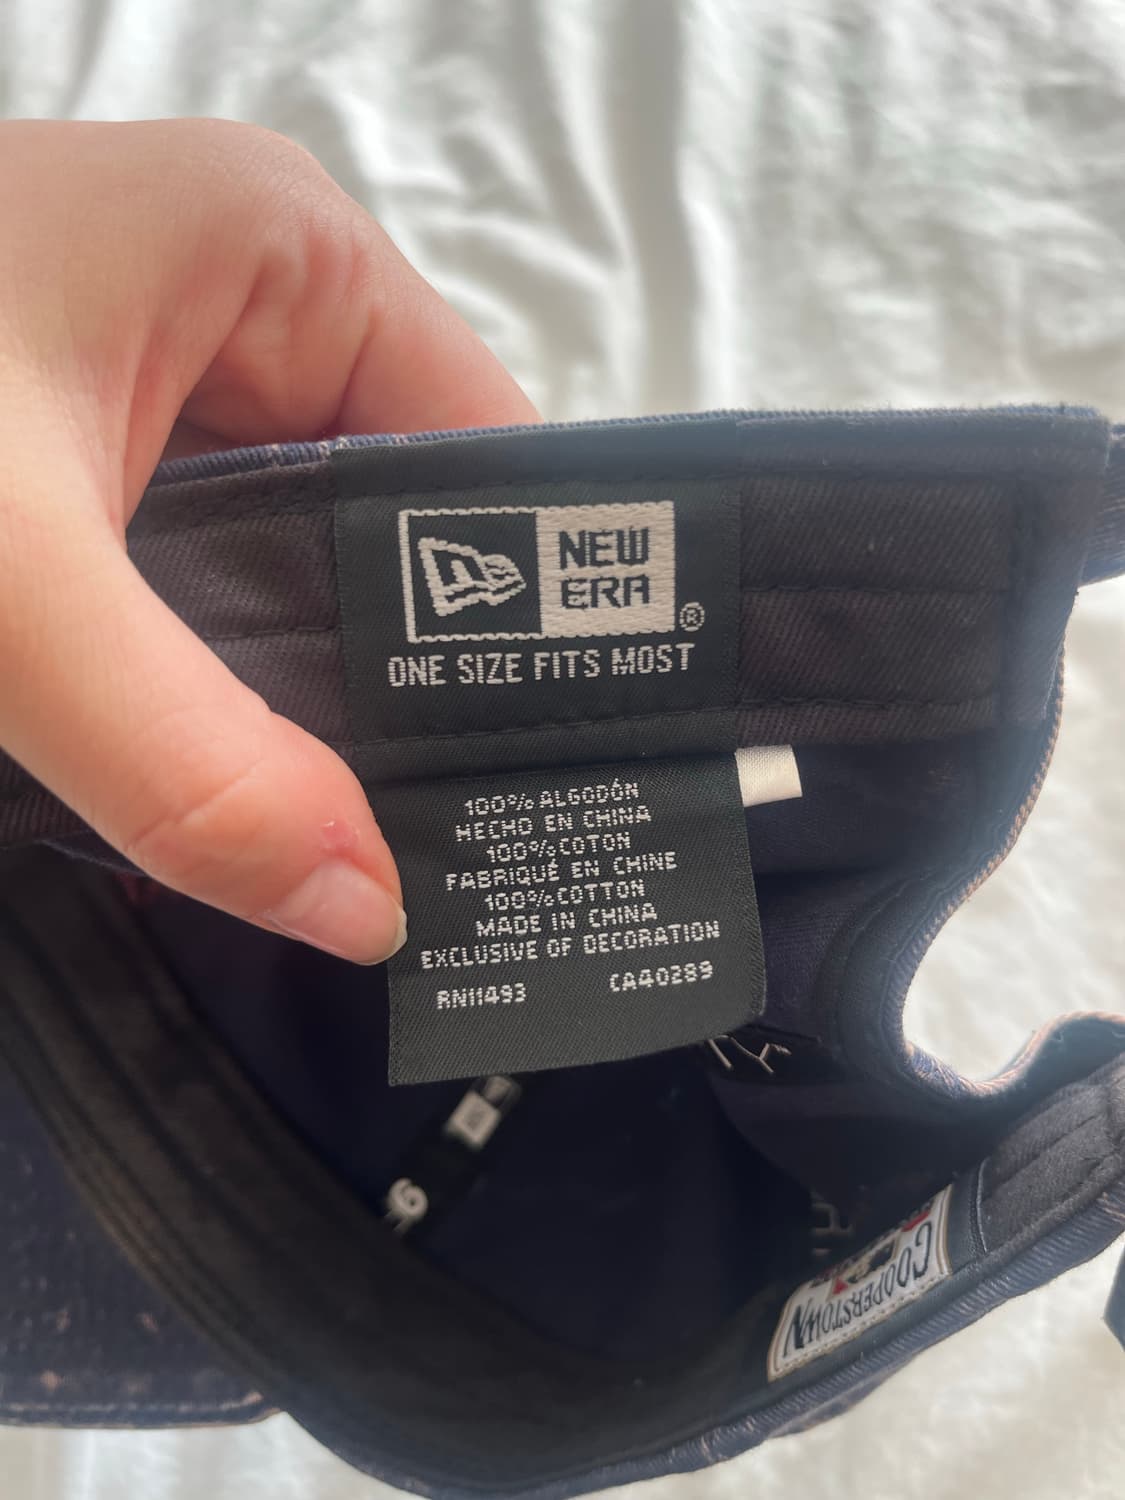 NEW
ERA
®
ONE SIZE FITS MOST
100% ALGODÓN
HECHO EN CHINA
100% COTON
FABRIQUÉ EN CHINE
100% COTTON
MADE IN CHINA
EXCLUSIVE OF DECORATION
RN11493 CA40289
COOPERSTOWN